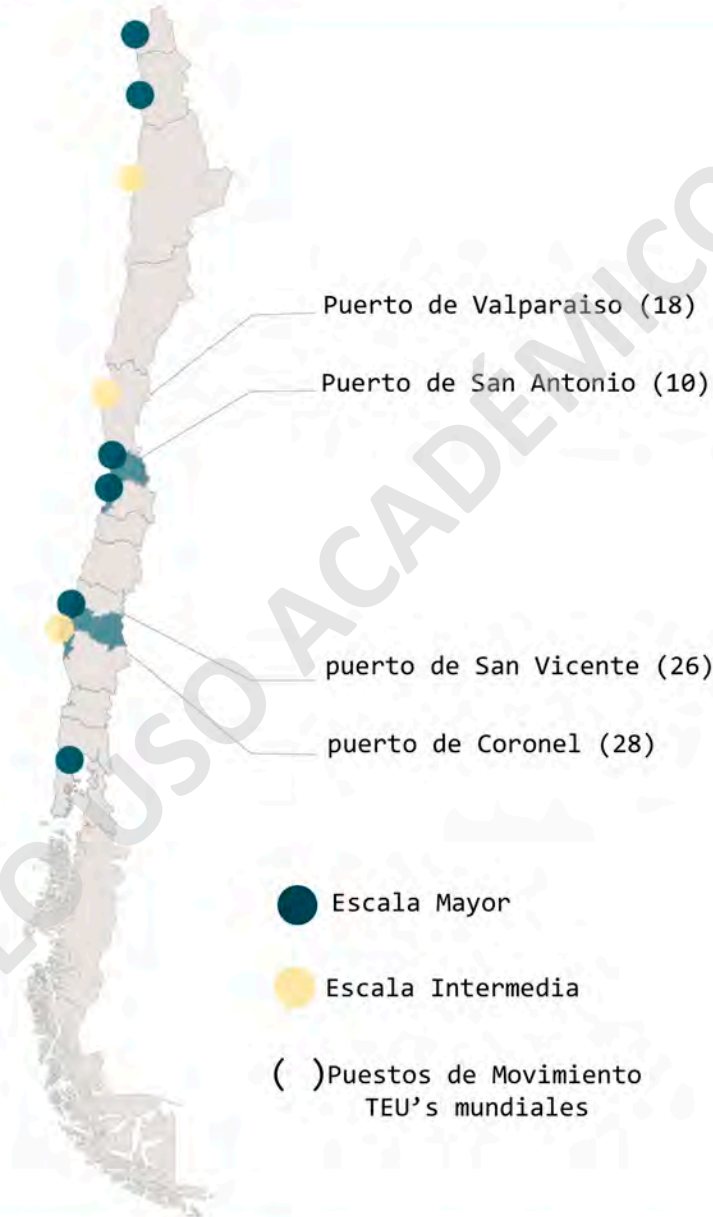 Puerto de Valparaiso (18)
Puerto de San Antonio (10)
puerto de San Vicente (26)
puerto de Coronel (28)
Escala Mayor
Escala Intermedia
( )Puestos de Movimiento
TEU's mundiales
LO USO ACADÉMICO